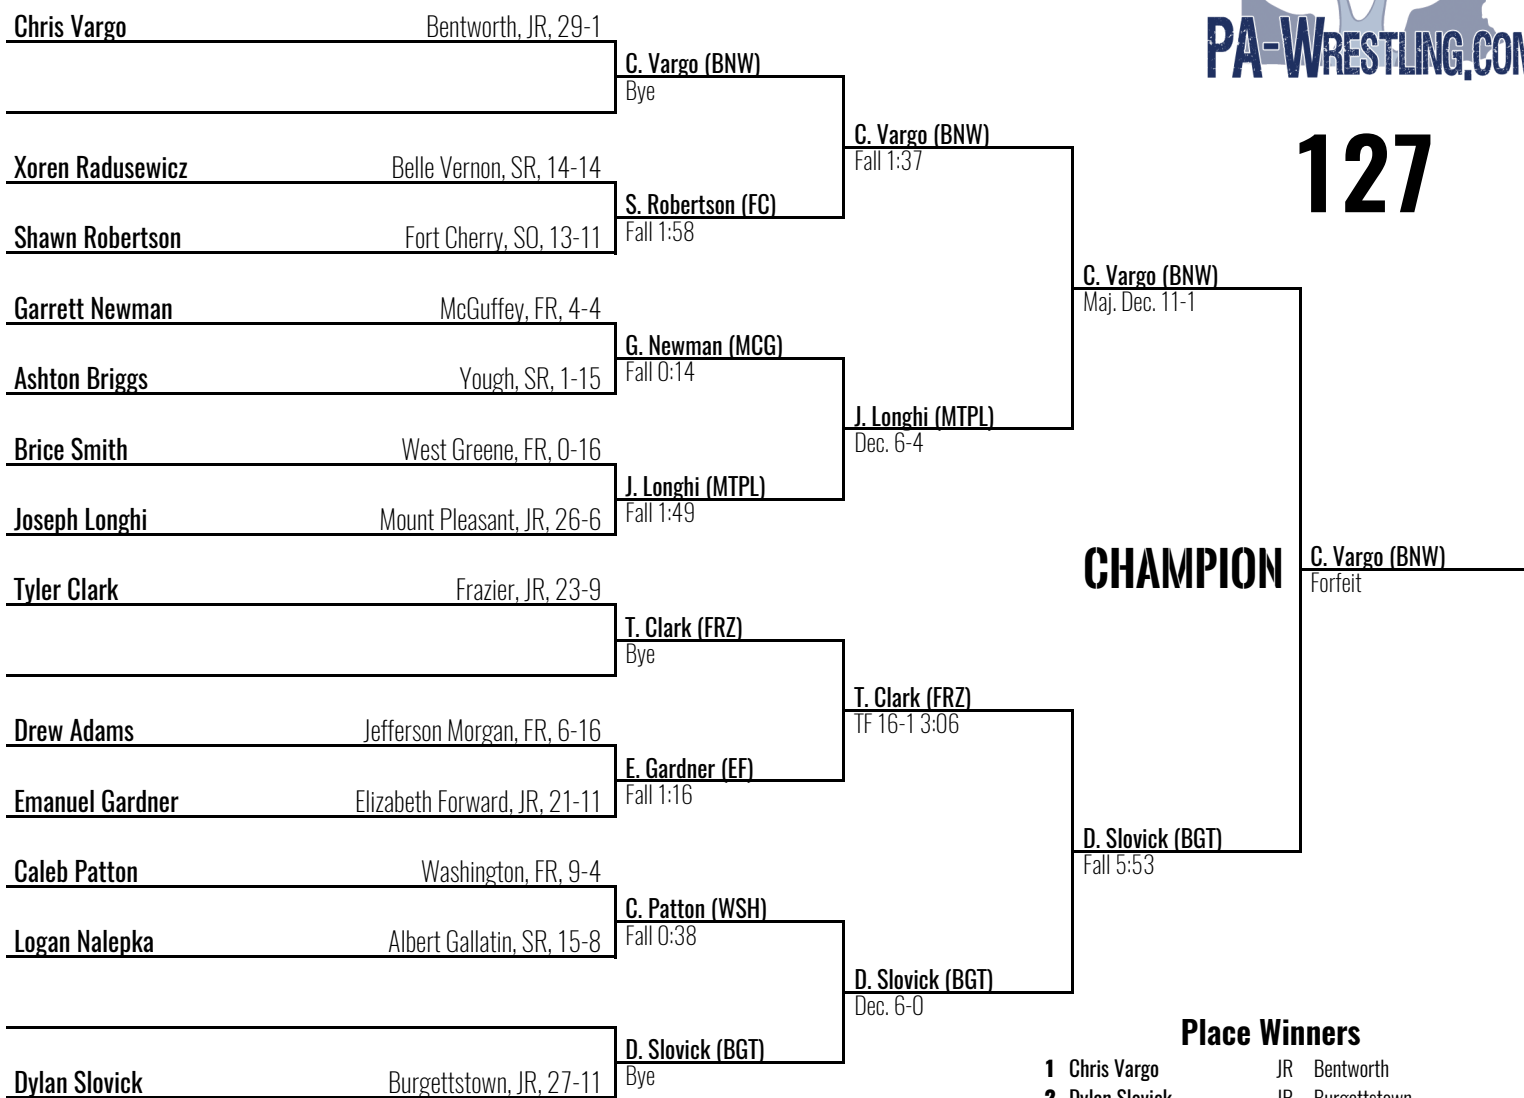 PA-WRESTLING.COM
127
Chris Vargo Bentworth, JR, 29-1
C. Vargo (BNW)
Bye
C. Vargo (BNW)
Fall 1:37
Xoren Radusewicz Belle Vernon, SR, 14-14
S. Robertson (FC)
Fall 1:58
Shawn Robertson Fort Cherry, SO, 13-11
C. Vargo (BNW)
Maj. Dec. 11-1
Garrett Newman McGuffey, FR, 4-4
G. Newman (MCG)
Fall 0:14
Ashton Briggs Yough, SR, 1-15
J. Longhi (MTPL)
Dec. 6-4
Brice Smith West Greene, FR, 0-16
J. Longhi (MTPL)
Fall 1:49
Joseph Longhi Mount Pleasant, JR, 26-6
CHAMPION
C. Vargo (BNW)
Forfeit
Tyler Clark Frazier, JR, 23-9
T. Clark (FRZ)
Bye
T. Clark (FRZ)
TF 16-1 3:06
Drew Adams Jefferson Morgan, FR, 6-16
E. Gardner (EF)
Fall 1:16
Emanuel Gardner Elizabeth Forward, JR, 21-11
D. Slovick (BGT)
Fall 5:53
Caleb Patton Washington, FR, 9-4
C. Patton (WSH)
Fall 0:38
Logan Nalepka Albert Gallatin, SR, 15-8
D. Slovick (BGT)
Dec. 6-0
D. Slovick (BGT)
Bye
Dylan Slovick Burgettstown, JR, 27-11
Place Winners
1 Chris Vargo JR Bentworth
2 Dylan Slovick JR Burgettstown